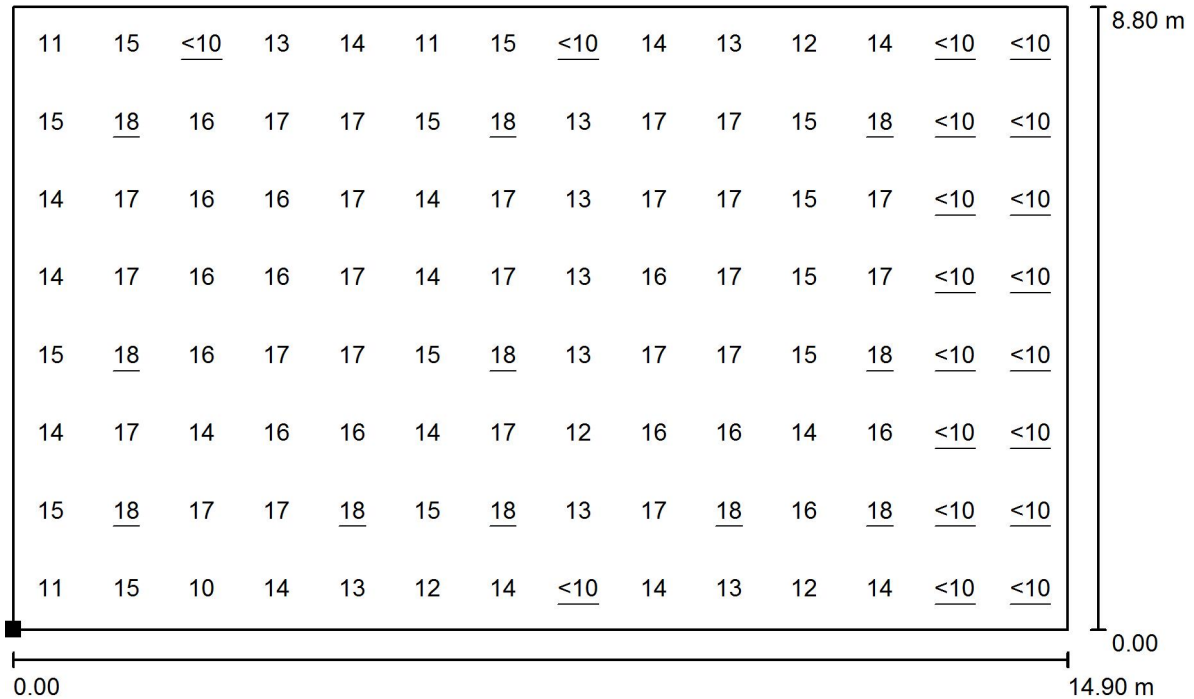 11 15 <10 13 14 11 15 <10 14 13 12 14 <10 <10 8.80 m
15 18 16 17 17 15 18 13 17 17 15 18 <10 <10
14 17 16 16 17 14 17 13 17 17 15 17 <10 <10
14 17 16 16 17 14 17 13 16 17 15 17 <10 <10
15 18 16 17 17 15 18 13 17 17 15 18 <10 <10
14 17 14 16 16 14 17 12 16 16 14 16 <10 <10
15 18 17 17 18 15 18 13 17 18 16 18 <10 <10
11 15 10 14 13 12 14 <10 14 13 12 14 <10 <10
0.00
0.00 14.90 m